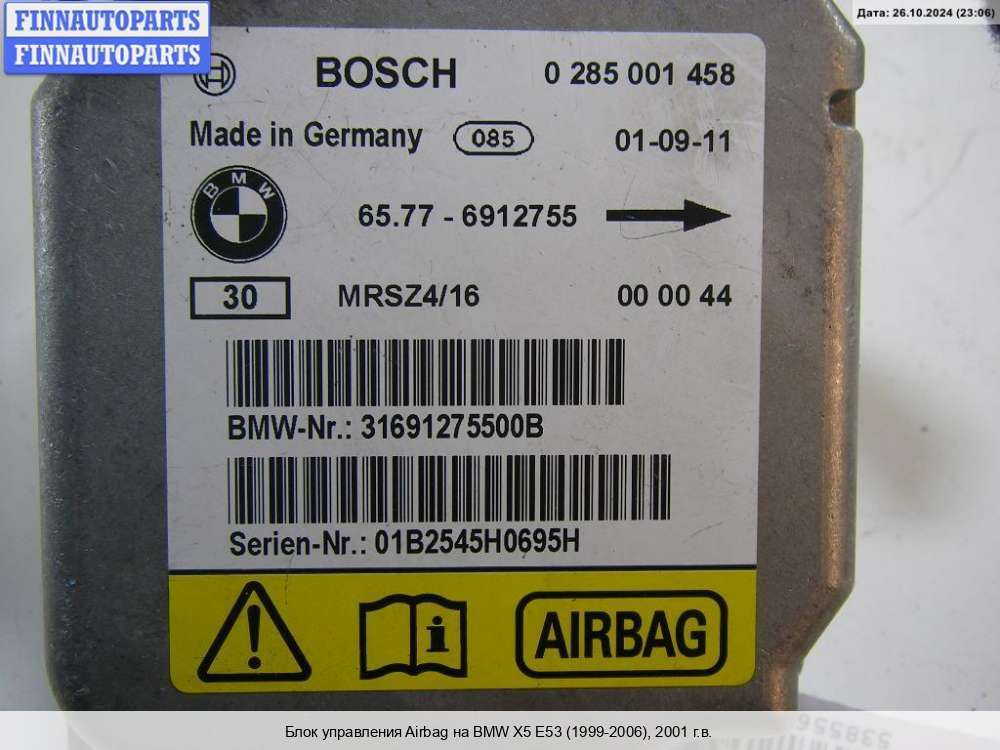 FINNAUTOPARTS
FINNAUTOPARTS
Дата: 26.10.2024 (23:06)
BOSCH 0 285 001 458
Made in Germany 085 01-09-11
BMW
65.77 - 6912755
30 MRSZ4/16 00 00 44
BMW-Nr.: 31691275500B
Serien-Nr.: 01B2545H0695H
i
AIRBAG
538556
Блок управления Airbag на BMW X5 E53 (1999-2006), 2001 г.в.